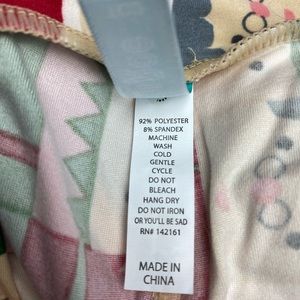 92% POLYESTER
8% SPANDEX
MACHINE
WASH
COLD
GENTLE
CYCLE
DO NOT
BLEACH
HANG DRY
DO NOT IRON
OR YOU'LL BE SAD
RN# 142161
MADE IN
CHINA